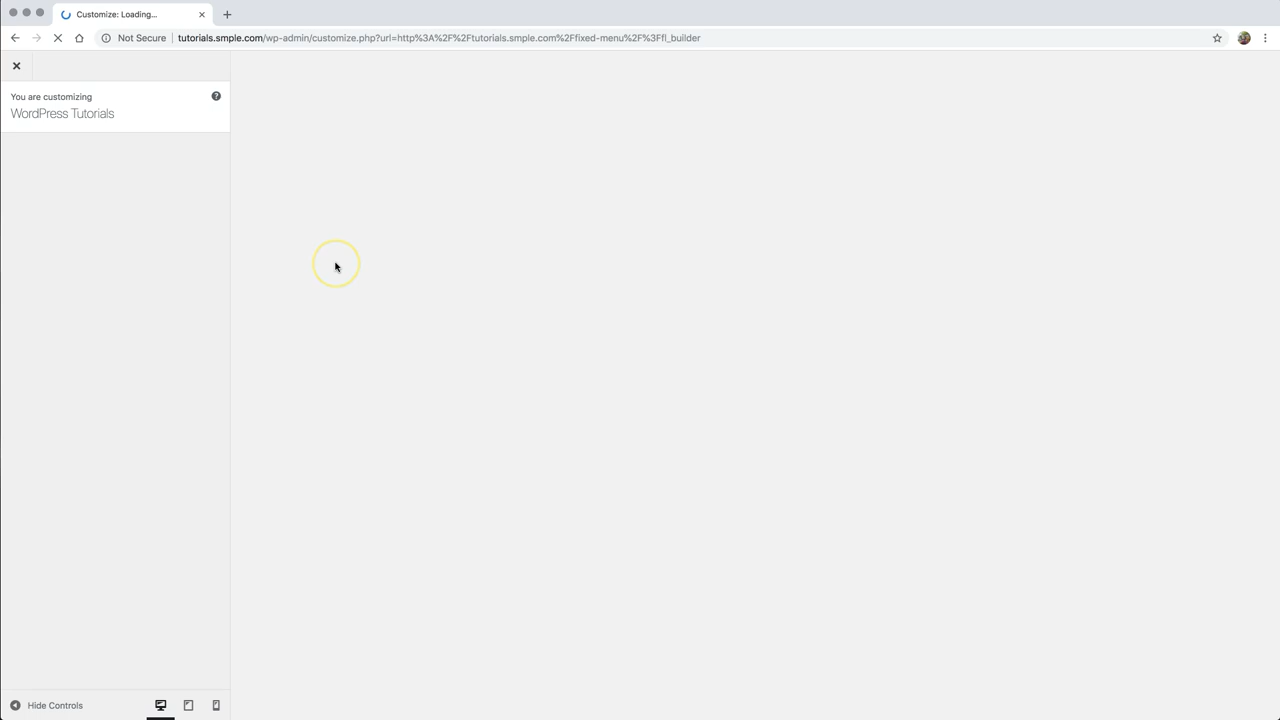 Customize: Loading...
Not Secure
tutorials.smple.com/wp-admin/customize.php?url=http%3A%2F%2Ftutorials.smple.com%2Ffixed-menu%2F%3Ffl_builder
You are customizing
WordPress Tutorials
Hide Controls